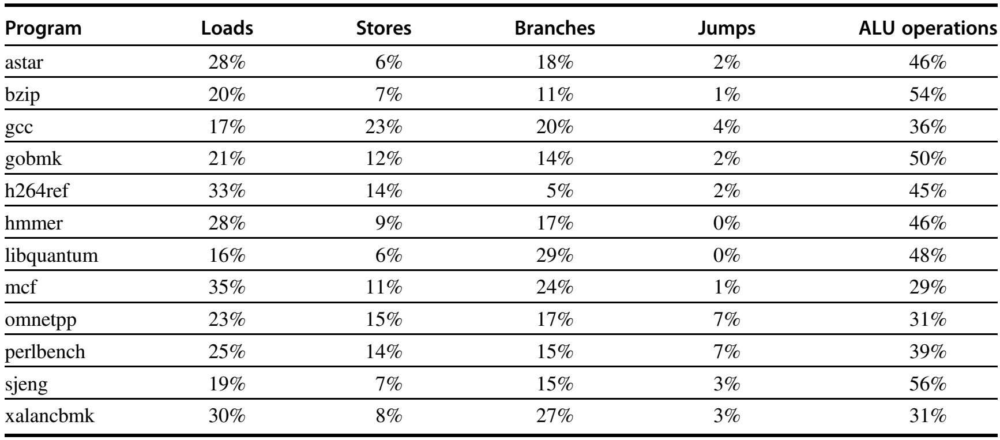 Program Loads Stores Branches Jumps ALU operations
astar 28% 6% 18% 2% 46%
bzip 20% 7% 11% 1% 54%
gcc 17% 23% 20% 4% 36%
gobmk 21% 12% 14% 2% 50%
h264ref 33% 14% 5% 2% 45%
hmmer 28% 9% 17% 0% 46%
libquantum 16% 6% 29% 0% 48%
mcf 35% 11% 24% 1% 29%
omnetpp 23% 15% 17% 7% 31%
perlbench 25% 14% 15% 7% 39%
sjeng 19% 7% 15% 3% 56%
xalancbmk 30% 8% 27% 3% 31%